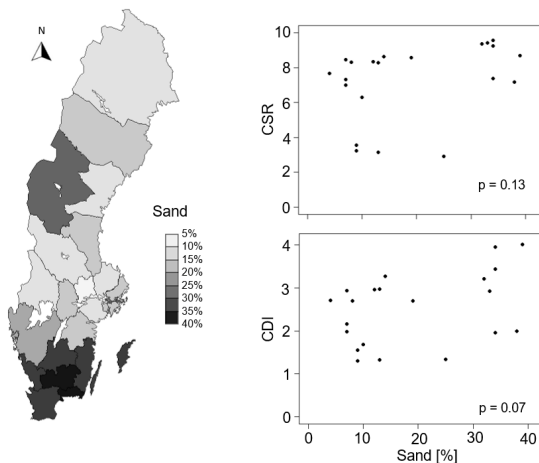 N
Sand
5%
10%
15%
20%
25%
30%
35%
40%
CSR
10
8
6
4
2
0
p = 0.13
CDI
4
3
2
1
0
p = 0.07
0 10 20 30 40
Sand [%]